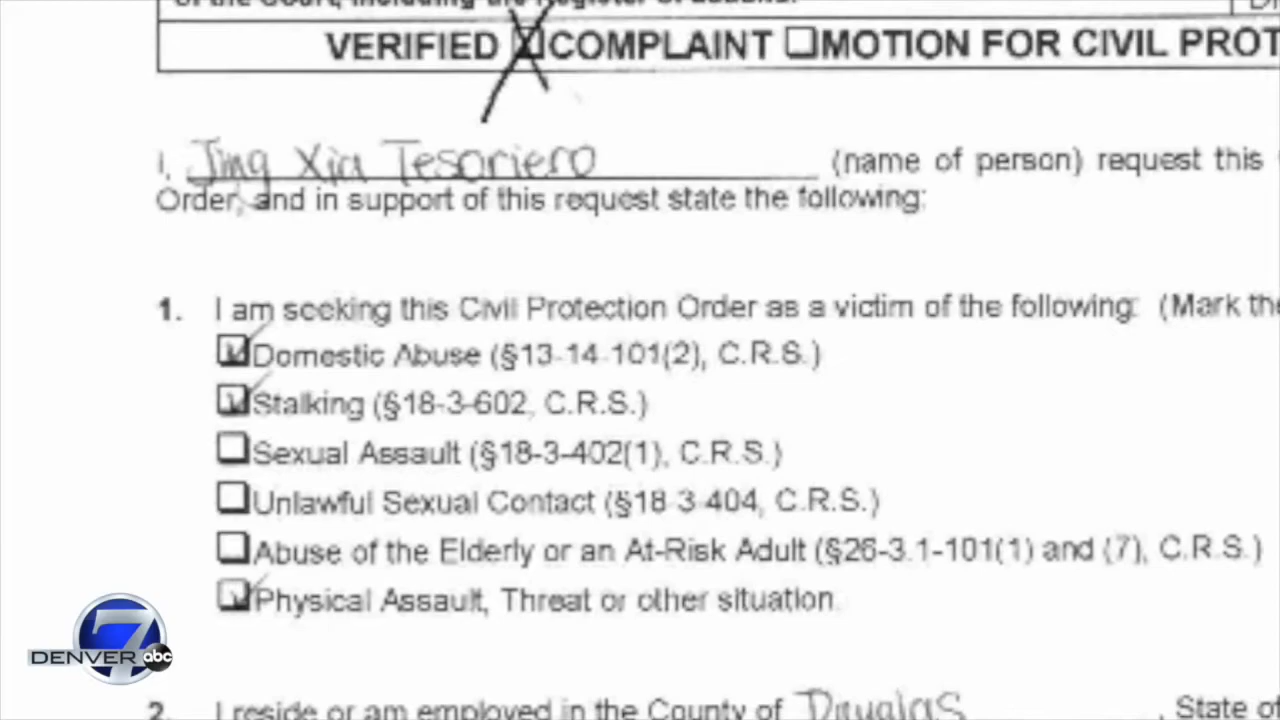 VERIFIED ☒COMPLAINT ☐MOTION FOR CIVIL PROT
I, Jing Xia Tesoriero (name of person) request this
Order, and in support of this request state the following:
1. I am seeking this Civil Protection Order as a victim of the following: (Mark the
☑Domestic Abuse (§13-14-101(2), C.R.S.)
☑Stalking (§18-3-602, C.R.S.)
☐Sexual Assault (§18-3-402(1), C.R.S.)
☐Unlawful Sexual Contact (§18-3-404, C.R.S.)
☐Abuse of the Elderly or an At-Risk Adult (§26-3.1-101(1) and (7), C.R.S.)
☑Physical Assault, Threat or other situation.
7
DENVER abc
2. I reside or am employed in the County of Douglas, State of